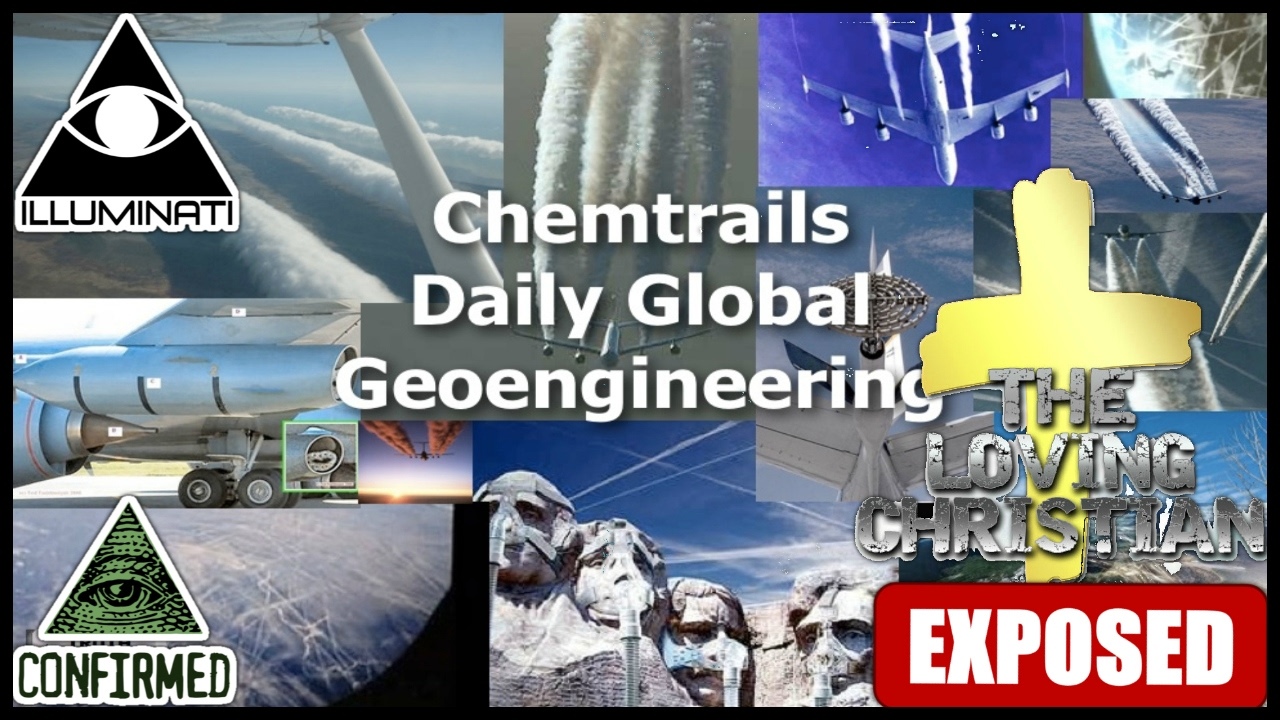 ILLUMINATI
Chemtrails
Daily Global
Geoengineering
THE
LOVING
CHRISTIAN
CONFIRMED
EXPOSED